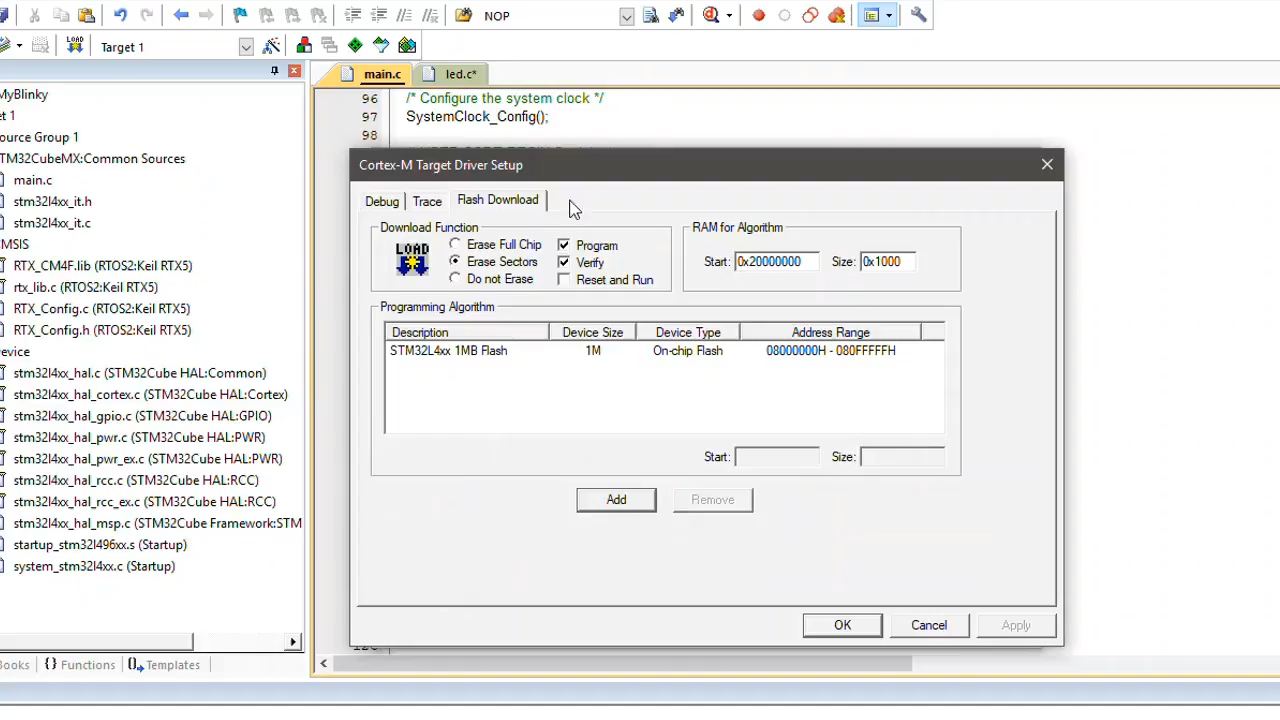 NOP
LOAD
Target 1
main.c
led.c*
MyBlinky
et 1
ource Group 1
TM32CubeMX:Common Sources
main.c
stm32l4xx_it.h
stm32l4xx_it.c
MSIS
RTX_CM4F.lib (RTOS2:Keil RTX5)
rtx_lib.c (RTOS2:Keil RTX5)
RTX_Config.c (RTOS2:Keil RTX5)
RTX_Config.h (RTOS2:Keil RTX5)
evice
stm32l4xx_hal.c (STM32Cube HAL:Common)
stm32l4xx_hal_cortex.c (STM32Cube HAL:Cortex)
stm32l4xx_hal_gpio.c (STM32Cube HAL:GPIO)
stm32l4xx_hal_pwr.c (STM32Cube HAL:PWR)
stm32l4xx_hal_pwr_ex.c (STM32Cube HAL:PWR)
stm32l4xx_hal_rcc.c (STM32Cube HAL:RCC)
stm32l4xx_hal_rcc_ex.c (STM32Cube HAL:RCC)
stm32l4xx_hal_msp.c (STM32Cube Framework:STM
startup_stm32l496xx.s (Startup)
system_stm32l4xx.c (Startup)
ooks
{} Functions
Templates
96 /* Configure the system clock */
97 SystemClock_Config();
98
Cortex-M Target Driver Setup
Debug Trace Flash Download
Download Function
LOAD
Erase Full Chip
Erase Sectors
Do not Erase
Program
Verify
Reset and Run
RAM for Algorithm
Start: 0x20000000 Size: 0x1000
Programming Algorithm
Description Device Size Device Type Address Range
STM32L4xx 1MB Flash 1M On-chip Flash 08000000H - 080FFFFFH
Start: Size:
Add Remove
OK Cancel Apply